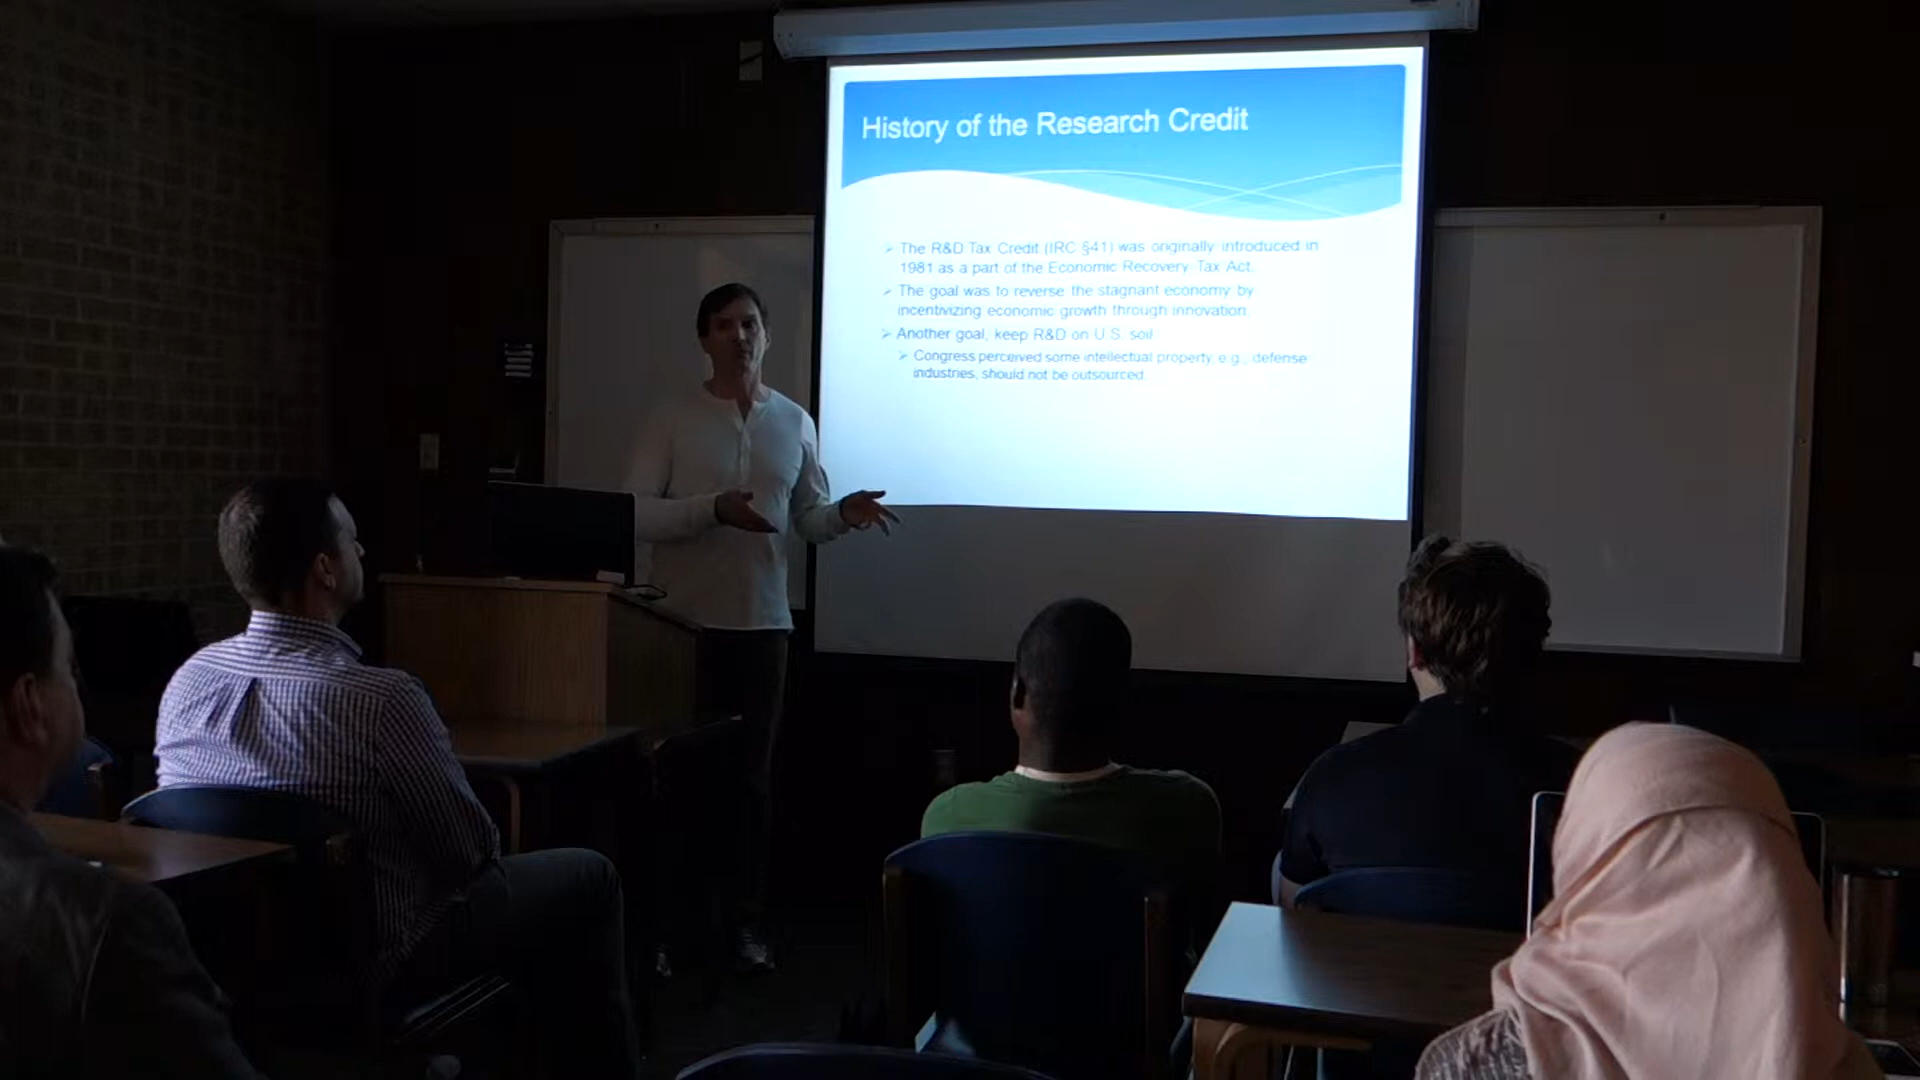 History of the Research Credit
➢ The R&D Tax Credit (IRC §41) was originally introduced in
1981 as a part of the Economic Recovery Tax Act.
➢ The goal was to reverse the stagnant economy by
incentivizing economic growth through innovation.
➢ Another goal, keep R&D on U.S. soil.
➢ Congress perceived some intellectual property, e.g., defense
industries, should not be outsourced.